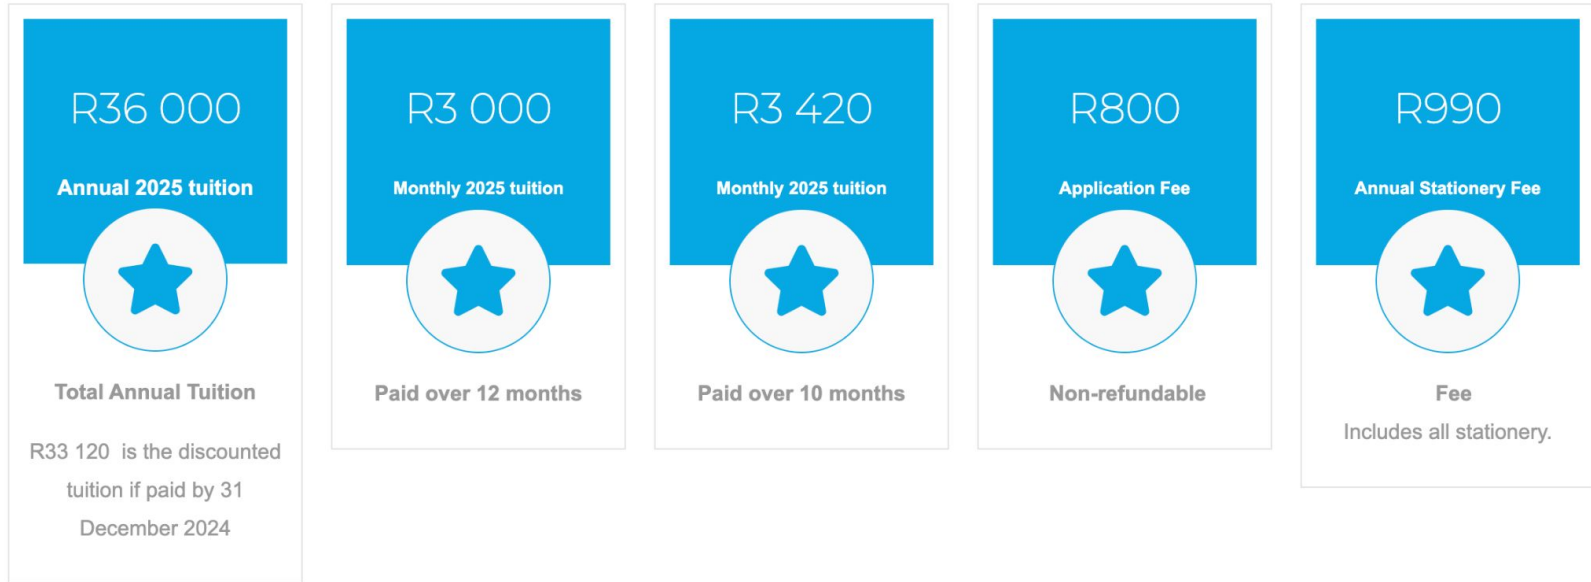 R36 000
Annual 2025 tuition
Total Annual Tuition
R33 120 is the discounted
tuition if paid by 31
December 2024
R3 000
Monthly 2025 tuition
Paid over 12 months
R3 420
Monthly 2025 tuition
Paid over 10 months
R800
Application Fee
Non-refundable
R990
Annual Stationery Fee
Fee
Includes all stationery.